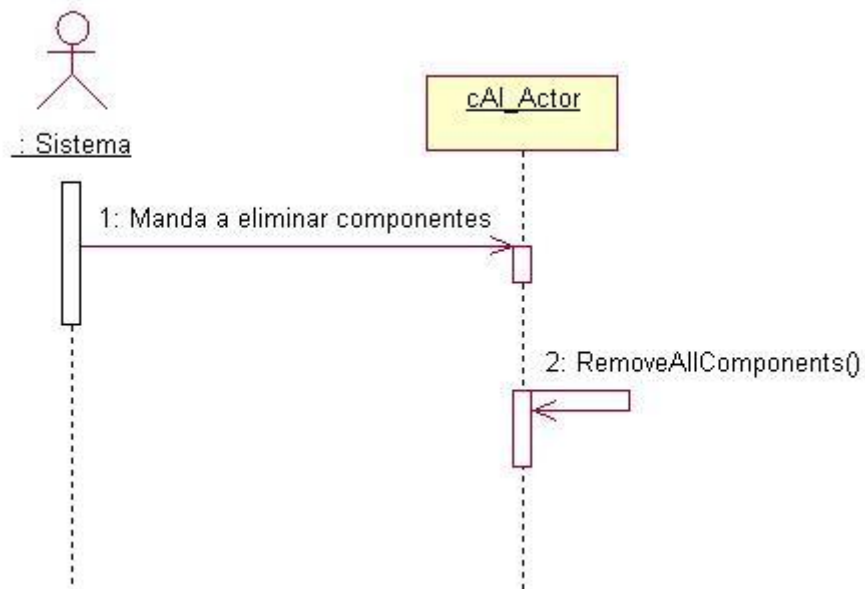 cAI_Actor
: Sistema
1: Manda a eliminar componentes
2: RemoveAllComponents()